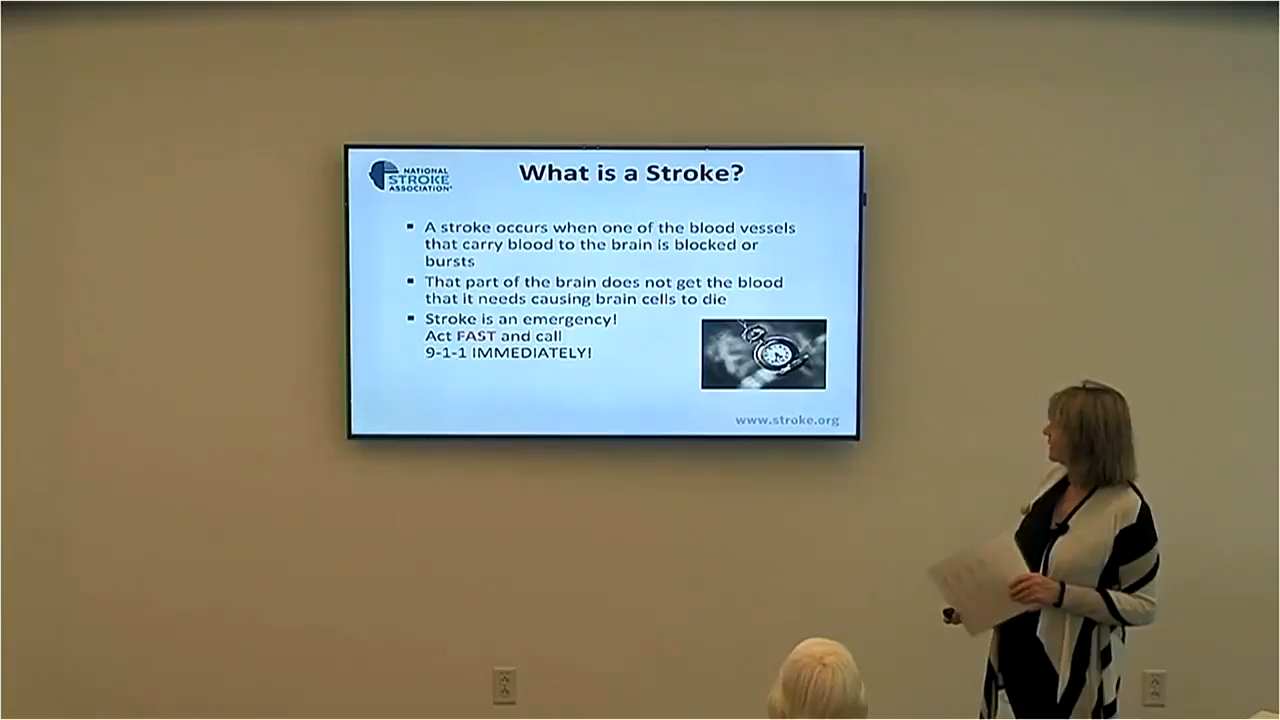 NATIONAL
STROKE
ASSOCIATION®
What is a Stroke?
▪ A stroke occurs when one of the blood vessels
that carry blood to the brain is blocked or
bursts
▪ That part of the brain does not get the blood
that it needs causing brain cells to die
▪ Stroke is an emergency!
Act FAST and call
9-1-1 IMMEDIATELY!
www.stroke.org